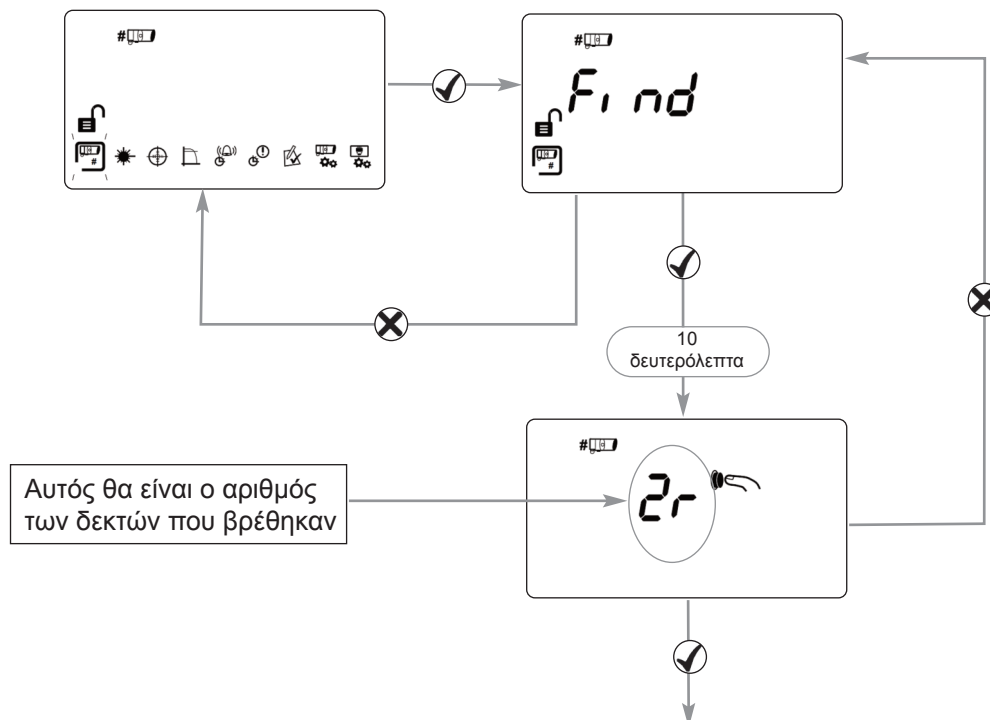 #
#
Find
#
#
10
δευτερόλεπτα
#
2r
Αυτός θα είναι ο αριθμός
των δεκτών που βρέθηκαν